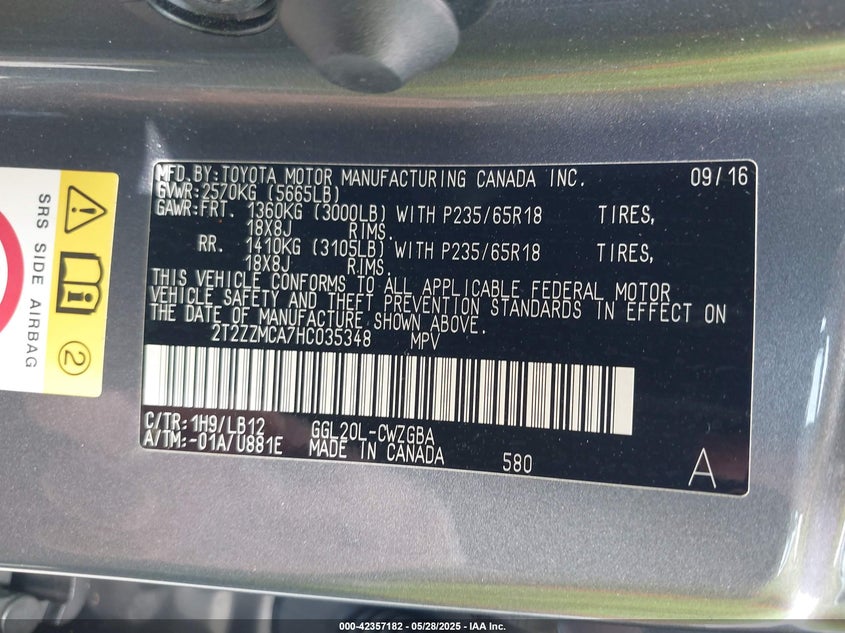 MFD.BY:TOYOTA MOTOR MANUFACTURING CANADA INC. 09/16
GVWR:2570KG (5665LB)
GAWR:FRT. 1360KG (3000LB) WITH P235/65R18 TIRES,
18X8J RIMS.
RR. 1410KG (3105LB) WITH P235/65R18 TIRES,
18X8J RIMS.
THIS VEHICLE CONFORMS TO ALL APPLICABLE FEDERAL MOTOR
VEHICLE SAFETY AND THEFT PREVENTION STANDARDS IN EFFECT ON
THE DATE OF MANUFACTURE SHOWN ABOVE.
2T2ZZMCA7HC035348 MPV
C/TR:1H9/LB12 GGL20L-CWZGBA
A/TM:-01A/U881E MADE IN CANADA 580 A
SRS SIDE AIRBAG
2
000-42357182 - 05/28/2025 - IAA Inc.